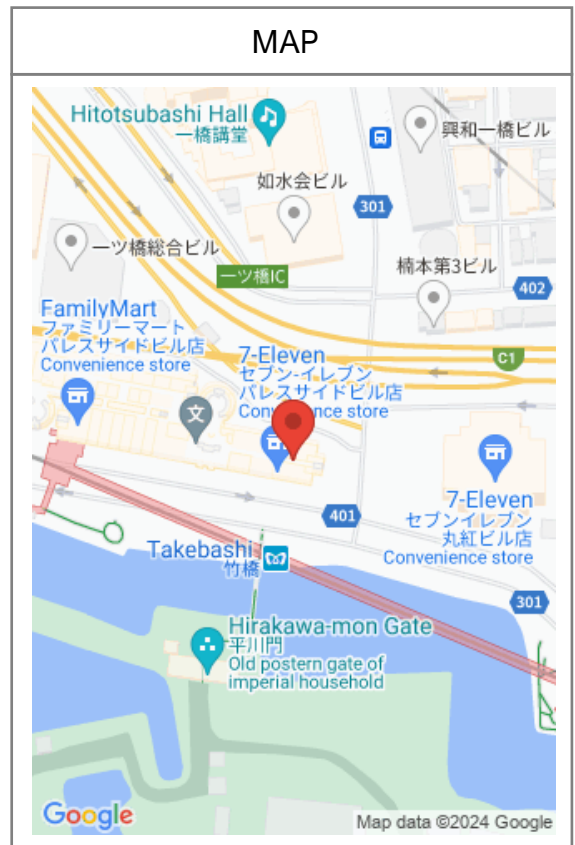 MAP
Hitotsubashi Hall
一橋講堂
興和一橋ビル
如水会ビル
301
一ツ橋総合ビル
一ツ橋IC
楠本第3ビル
402
FamilyMart
ファミリーマート
パレスサイドビル店
Convenience store
7-Eleven
セブン-イレブン
パレスサイドビル店
C1
文
7-Eleven
セブンイレブン
丸紅ビル店
Convenience store
401
Takebashi
竹橋
301
Hirakawa-mon Gate
平川門
Old postern gate of
imperial household
Google
Map data ©2024 Google